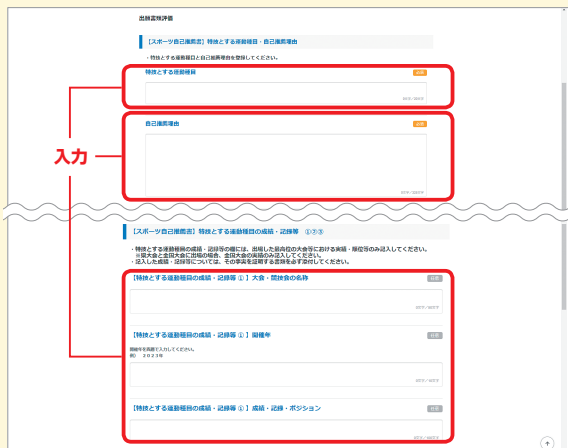 出願書類評価
【スポーツ自己推薦書】特技とする運動種目・自己推薦理由
・特技とする運動種目と自己推薦理由を登録してください。
特技とする運動種目
必須
自己推薦理由
必須
入力
【スポーツ自己推薦書】特技とする運動種目の成績・記録等 ①②③
・特技とする運動種目の成績・記録等の欄には、出場した最高位の大会等における実績・順位等のみ記入してください。
※県大会と全国大会に出場の場合、全国大会の実績のみ記入してください。
・記入した成績・記録等については、その事実を証明する書類を必ず添付してください。
【特技とする運動種目の成績・記録等 ① 】大会・競技会の名称
任意
【特技とする運動種目の成績・記録等 ① 】開催年
任意
開催年を西暦で入力してください。
例） ２０２３年
【特技とする運動種目の成績・記録等 ① 】成績・記録・ポジション
任意